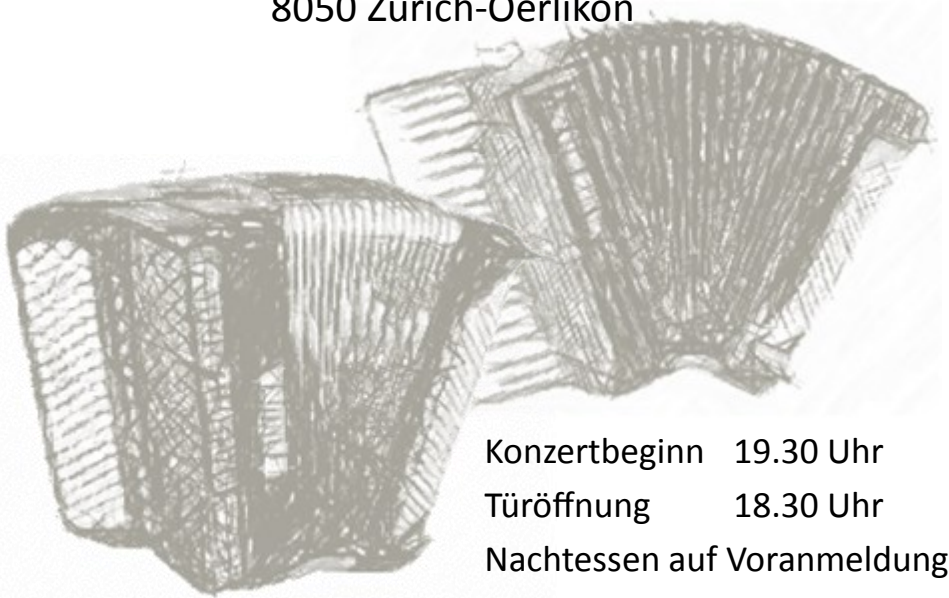 8050 Zürich-Oerlikon
Konzertbeginn 19.30 Uhr
Türöffnung 18.30 Uhr
Nachtessen auf Voranmeldung